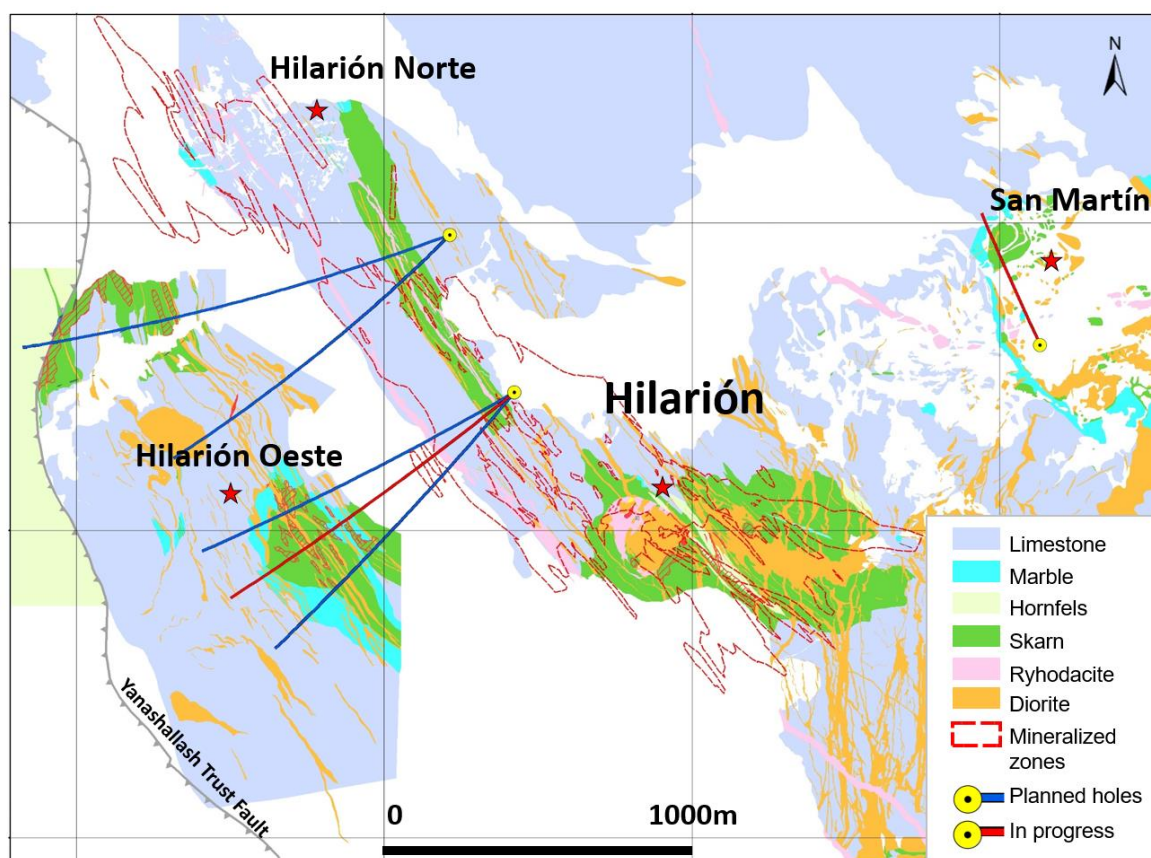 Hilarión Norte
N
San Martín
Hilarión
Hilarión Oeste
Yanashallash Trust Fault
0 1000m
Limestone
Marble
Hornfels
Skarn
Ryhodacite
Diorite
Mineralized
zones
Planned holes
In progress